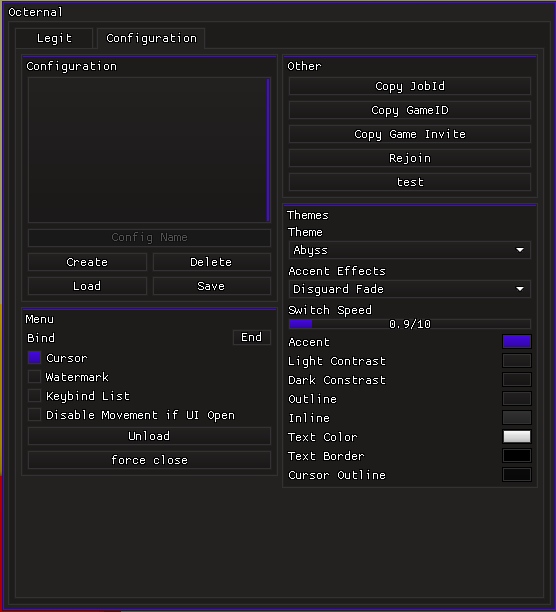 Octernal
Legit
Configuration
Configuration
Config Name
Create
Delete
Load
Save
Menu
Bind
End
Cursor
Watermark
Keybind List
Disable Movement if UI Open
Unload
force close
Other
Copy JobId
Copy GameID
Copy Game Invite
Rejoin
test
Themes
Theme
Abyss
Accent Effects
Disguard Fade
Switch Speed
0.9/10
Accent
Light Contrast
Dark Constrast
Outline
Inline
Text Color
Text Border
Cursor Outline